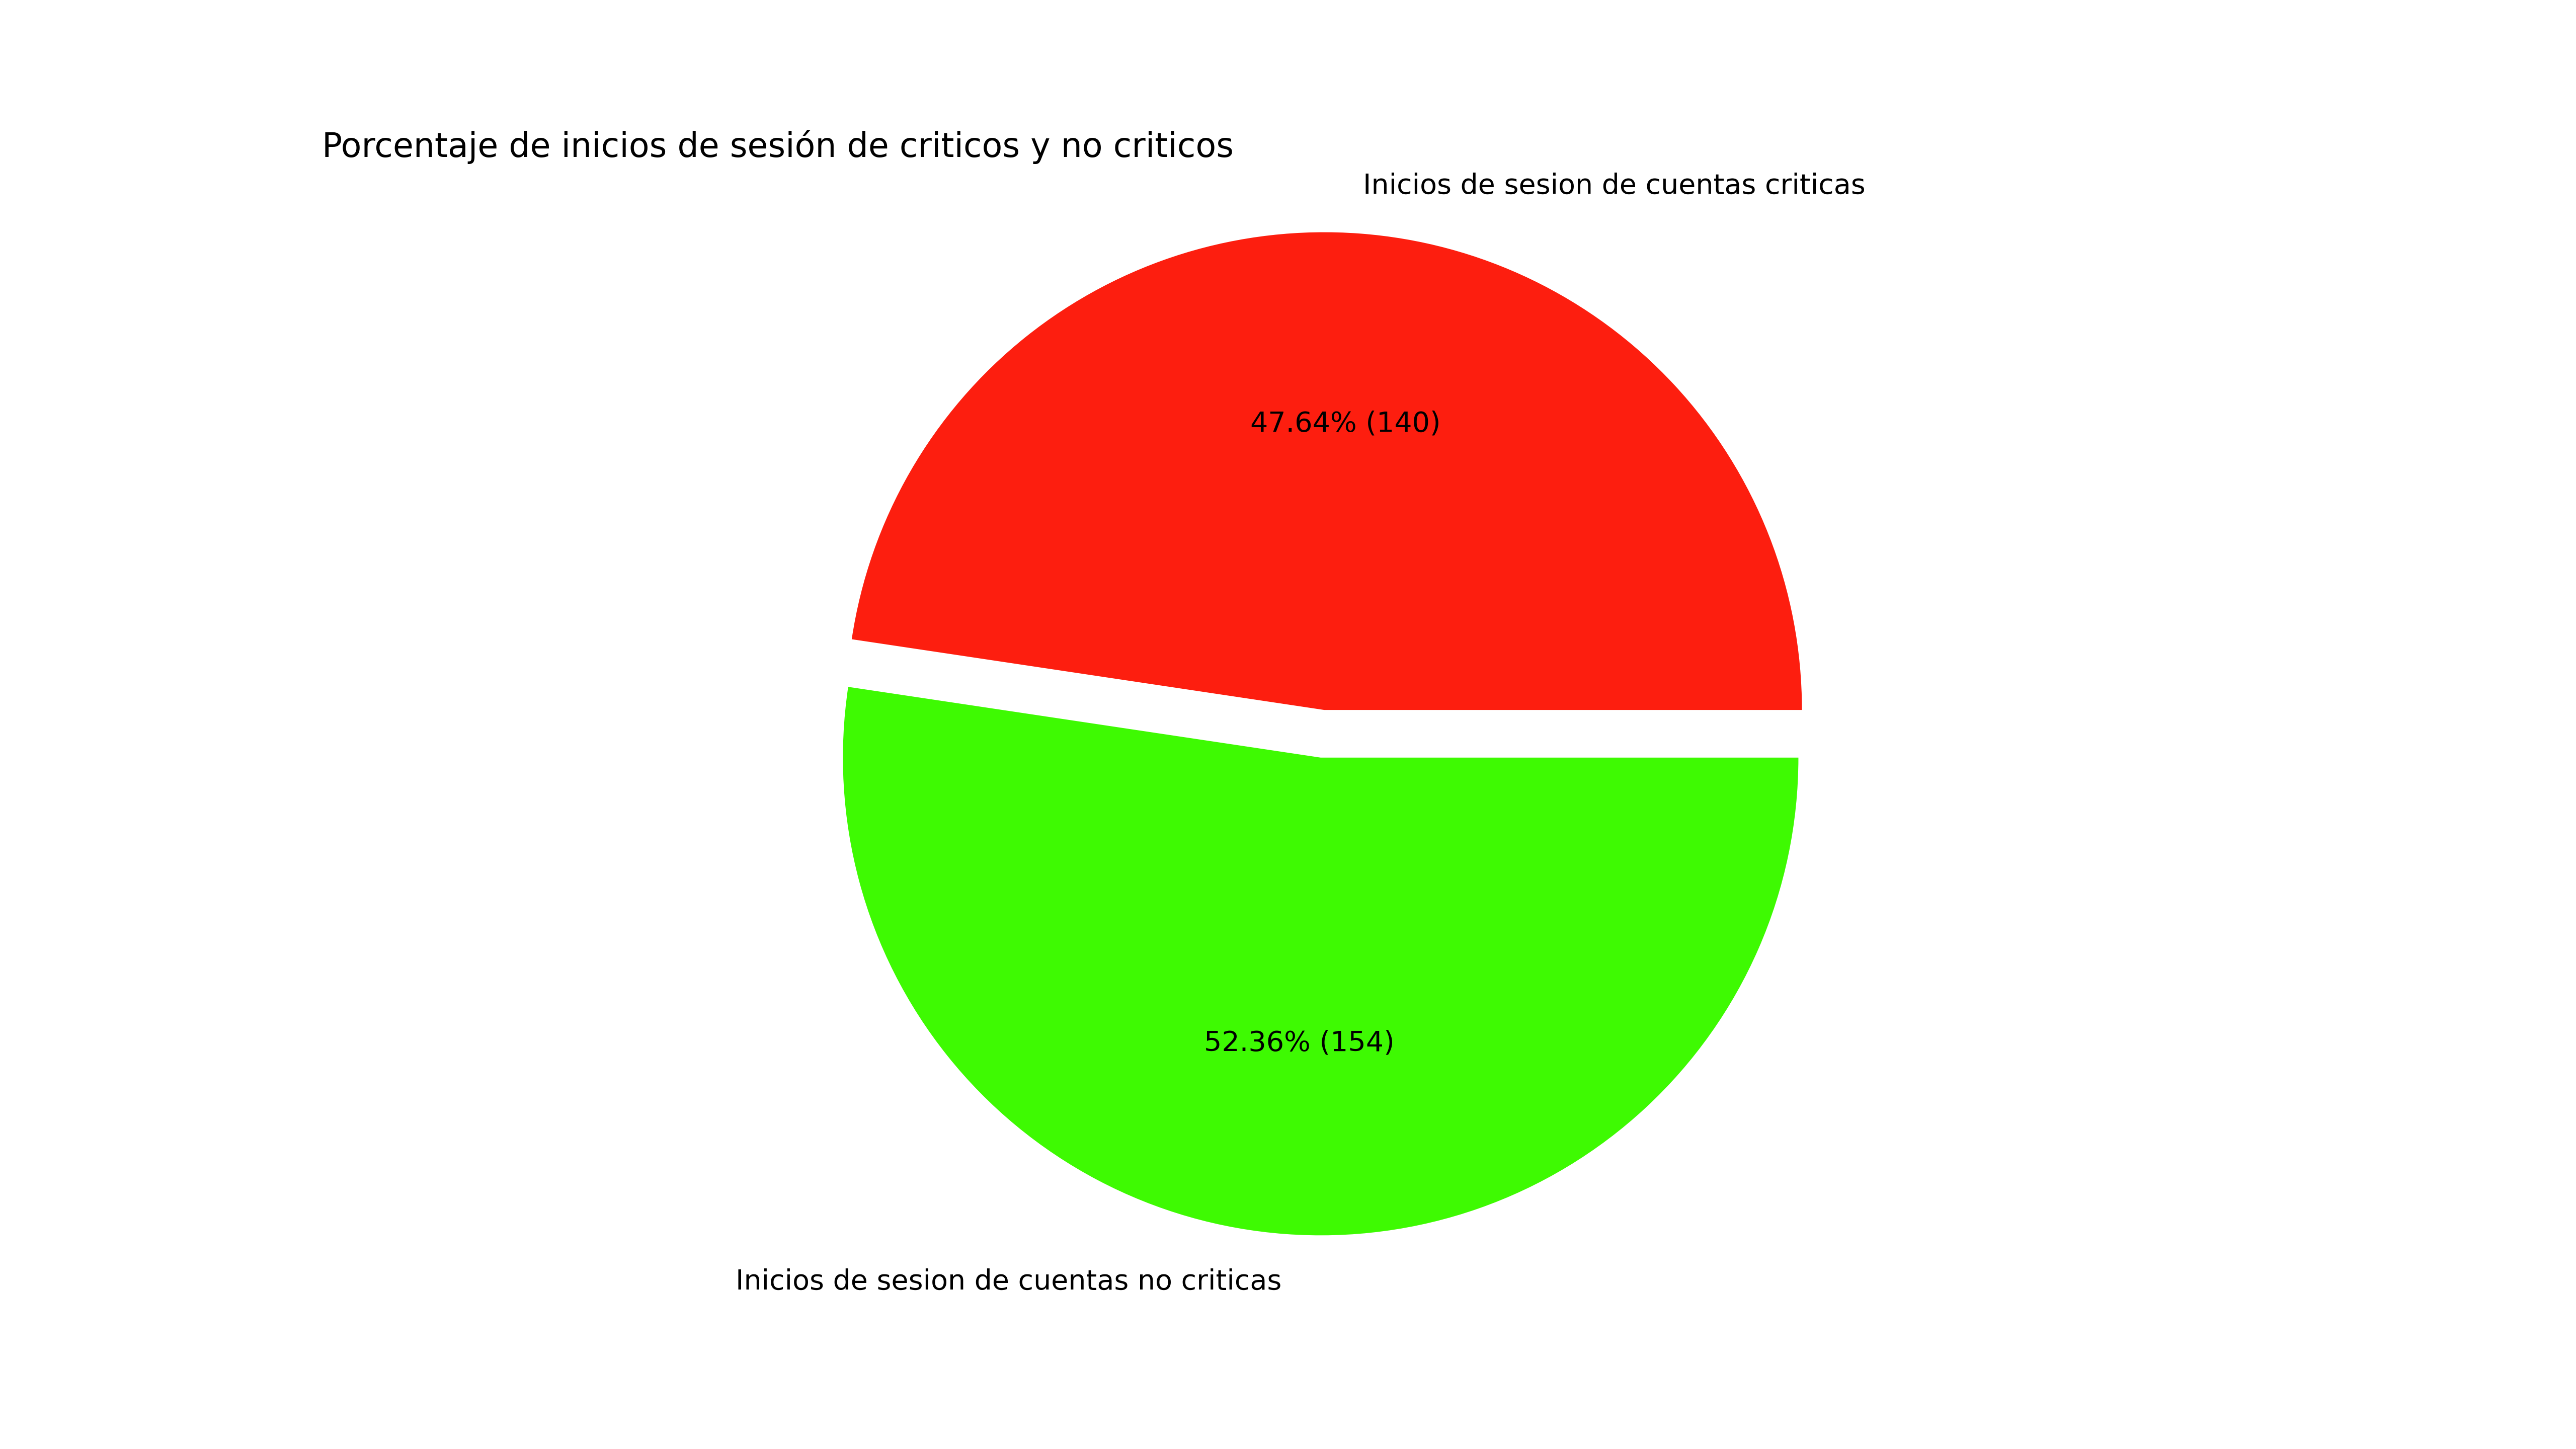 Porcentaje de inicios de sesión de criticos y no criticos
Inicios de sesion de cuentas criticas
47.64% (140)
52.36% (154)
Inicios de sesion de cuentas no criticas